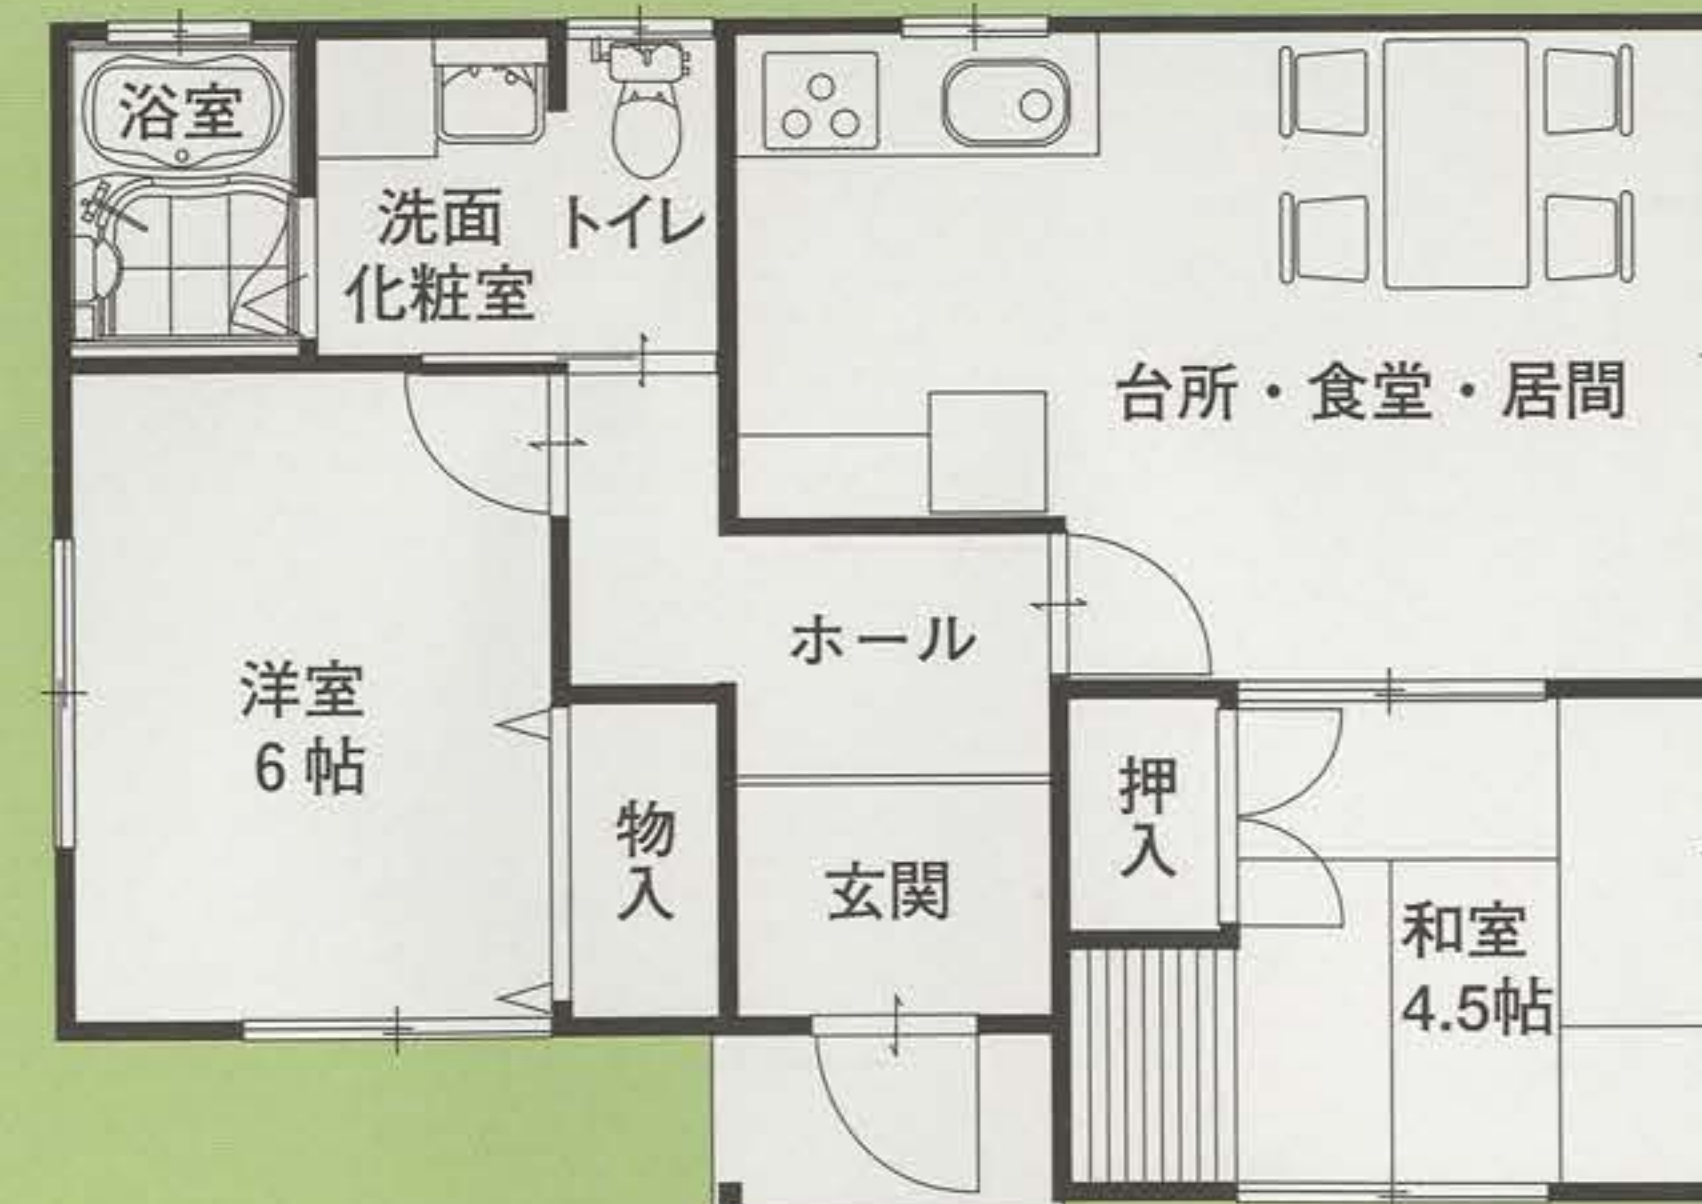 浴室
洗面
化粧室
トイレ
台所・食堂・居間
ホール
洋室
6帖
物入
玄関
押入
和室
4.5帖